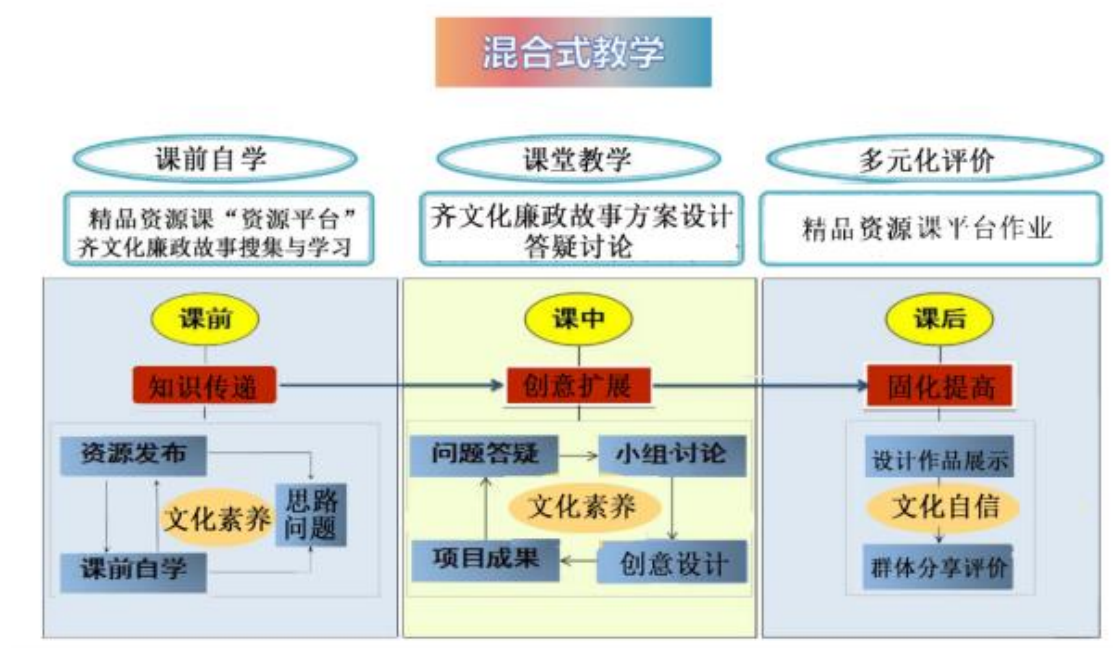 混合式教学
课前自学
课堂教学
多元化评价
精品资源课“资源平台”
齐文化廉政故事搜集与学习
齐文化廉政故事方案设计
答疑讨论
精品资源课平台作业
课前
知识传递
资源发布
文化素养
思路
问题
课前自学
课中
创意扩展
问题答疑
小组讨论
文化素养
项目成果
创意设计
课后
固化提高
设计作品展示
文化自信
群体分享评价